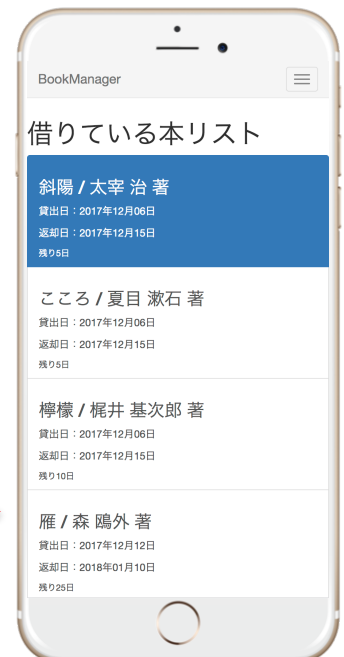 BookManager
借りている本リスト
斜陽 / 太宰 治 著
貸出日：2017年12月06日
返却日：2017年12月15日
残り5日
こころ / 夏目 漱石 著
貸出日：2017年12月06日
返却日：2017年12月15日
残り5日
檸檬 / 梶井 基次郎 著
貸出日：2017年12月06日
返却日：2017年12月15日
残り10日
雁 / 森 鴎外 著
貸出日：2017年12月12日
返却日：2018年01月10日
残り25日